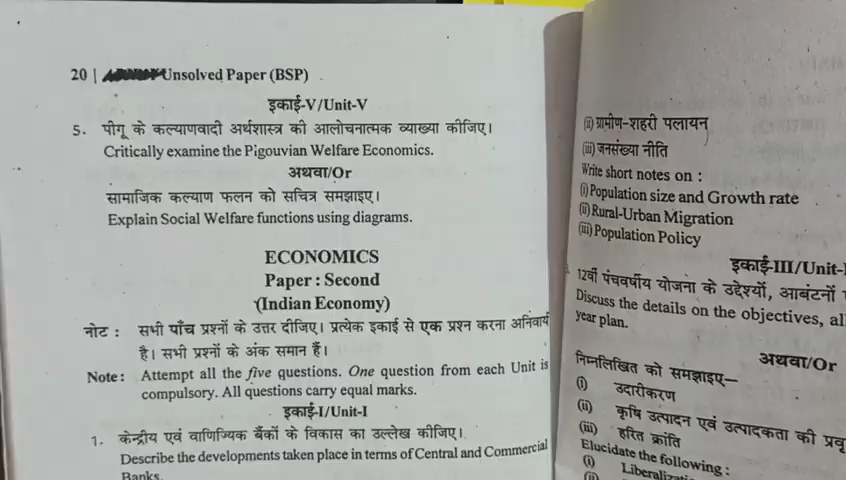 20 | Unsolved Paper (BSP)
इकाई-V/Unit-V
5. पीगू के कल्याणवादी अर्थशास्त्र की आलोचनात्मक व्याख्या कीजिए।
Critically examine the Pigouvian Welfare Economics.
अथवा/Or
सामाजिक कल्याण फलन को सचित्र समझाइए।
Explain Social Welfare functions using diagrams.
ECONOMICS
Paper : Second
(Indian Economy)
नोट : सभी पाँच प्रश्नों के उत्तर दीजिए। प्रत्येक इकाई से एक प्रश्न करना अनिवार्य
है। सभी प्रश्नों के अंक समान हैं।
Note : Attempt all the five questions. One question from each Unit is
compulsory. All questions carry equal marks.
इकाई-I/Unit-I
1. केन्द्रीय एवं वाणिज्यिक बैंकों के विकास का उल्लेख कीजिए।
Describe the developments taken place in terms of Central and Commercial
Banks.
(ii) ग्रामीण-शहरी पलायन
(iii) जनसंख्या नीति
Write short notes on :
(i) Population size and Growth rate
(ii) Rural-Urban Migration
(iii) Population Policy
इकाई-III/Unit-
12वीं पंचवर्षीय योजना के उद्देश्यों, आबंटनों
Discuss the details on the objectives, al
year plan.
अथवा/Or
निम्नलिखित को समझाइए—
(i) उदारीकरण
(ii) कृषि उत्पादन एवं उत्पादकता की प्रवृ
(iii) हरित क्रांति
Elucidate the following :
(i)
(ii)